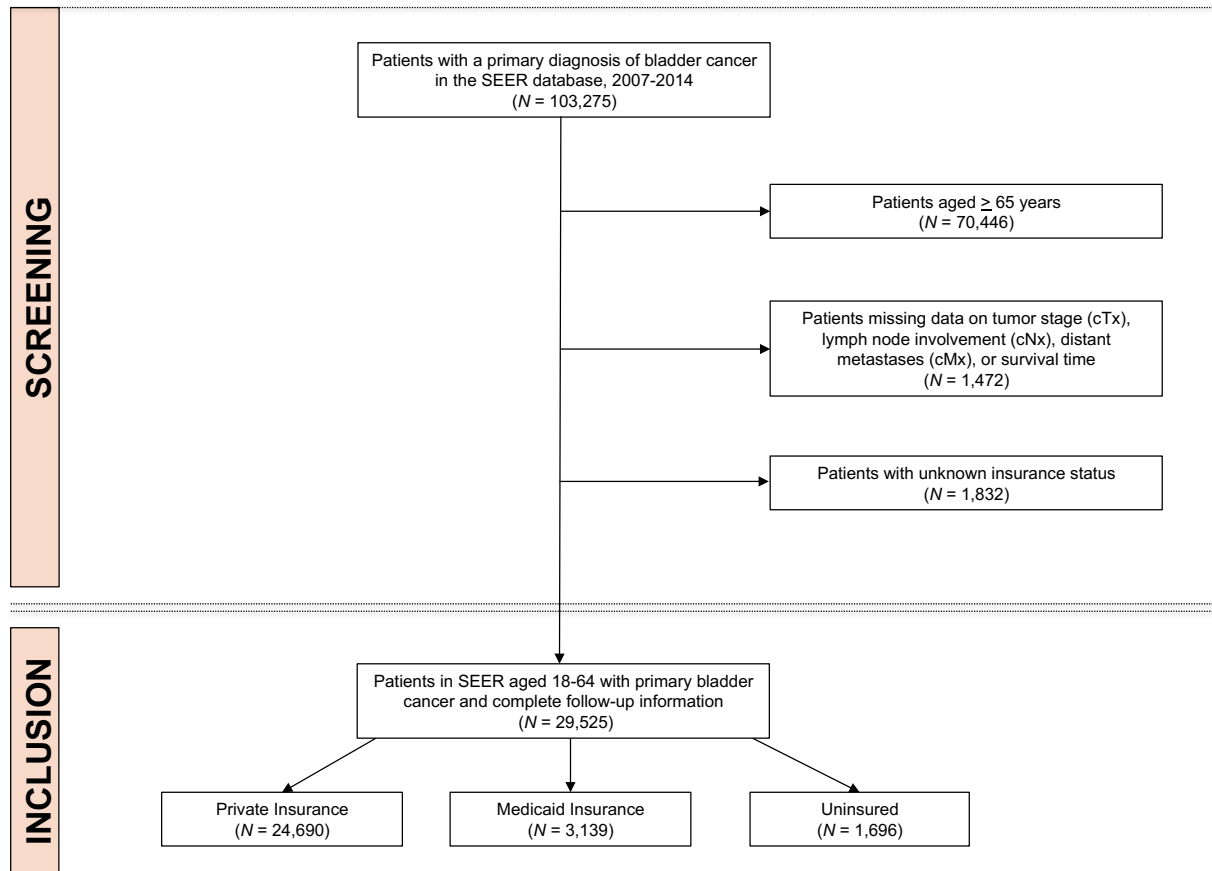 SCREENING
Patients with a primary diagnosis of bladder cancer
in the SEER database, 2007-2014
(N = 103,275)
Patients aged ≥ 65 years
(N = 70,446)
Patients missing data on tumor stage (cTx),
lymph node involvement (cNx), distant
metastases (cMx), or survival time
(N = 1,472)
Patients with unknown insurance status
(N = 1,832)
INCLUSION
Patients in SEER aged 18-64 with primary bladder
cancer and complete follow-up information
(N = 29,525)
Private Insurance
(N = 24,690)
Medicaid Insurance
(N = 3,139)
Uninsured
(N = 1,696)